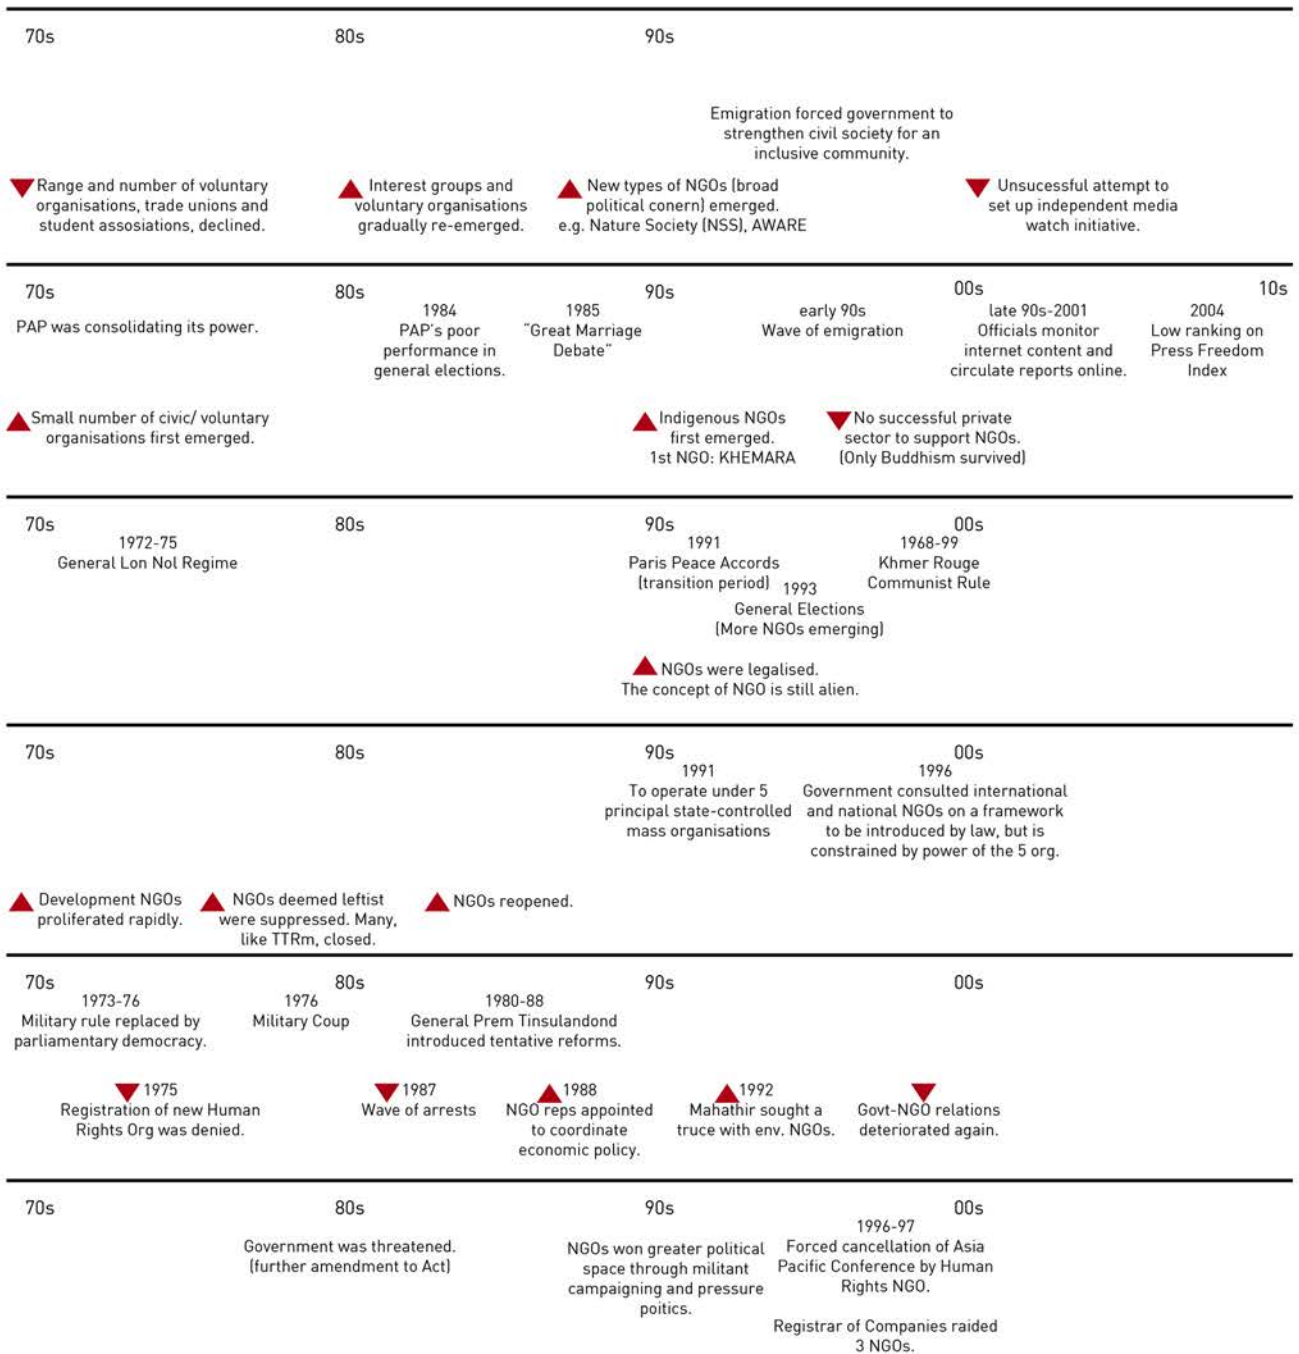 70s
80s
90s
Emigration forced government to
strengthen civil society for an
inclusive community.
Range and number of voluntary
organisations, trade unions and
student assosiations, declined.
Interest groups and
voluntary organisations
gradually re-emerged.
New types of NGOs (broad
political conern) emerged.
e.g. Nature Society (NSS), AWARE
Unsucessful attempt to
set up independent media
watch initiative.
70s
80s
90s
00s
10s
PAP was consolidating its power.
1984
PAP's poor
performance in
general elections.
1985
"Great Marriage
Debate"
early 90s
Wave of emigration
late 90s-2001
Officials monitor
internet content and
circulate reports online.
2004
Low ranking on
Press Freedom
Index
Small number of civic/ voluntary
organisations first emerged.
Indigenous NGOs
first emerged.
1st NGO: KHEMARA
No successful private
sector to support NGOs.
(Only Buddhism survived)
70s
80s
90s
00s
1972-75
General Lon Nol Regime
1991
Paris Peace Accords
(transition period)
1993
General Elections
(More NGOs emerging)
1968-99
Khmer Rouge
Communist Rule
NGOs were legalised.
The concept of NGO is still alien.
70s
80s
90s
00s
1991
To operate under 5
principal state-controlled
mass organisations
1996
Government consulted international
and national NGOs on a framework
to be introduced by law, but is
constrained by power of the 5 org.
Development NGOs
proliferated rapidly.
NGOs deemed leftist
were suppressed. Many,
like TTRm, closed.
NGOs reopened.
70s
80s
90s
00s
1973-76
Military rule replaced by
parliamentary democracy.
1976
Military Coup
1980-88
General Prem Tinsulandond
introduced tentative reforms.
1975
Registration of new Human
Rights Org was denied.
1987
Wave of arrests
1988
NGO reps appointed
to coordinate
economic policy.
1992
Mahathir sought a
truce with env. NGOs.
Govt-NGO relations
deteriorated again.
70s
80s
90s
00s
Government was threatened.
(further amendment to Act)
NGOs won greater political
space through militant
campaigning and pressure
poitics.
1996-97
Forced cancellation of Asia
Pacific Conference by Human
Rights NGO.
Registrar of Companies raided
3 NGOs.